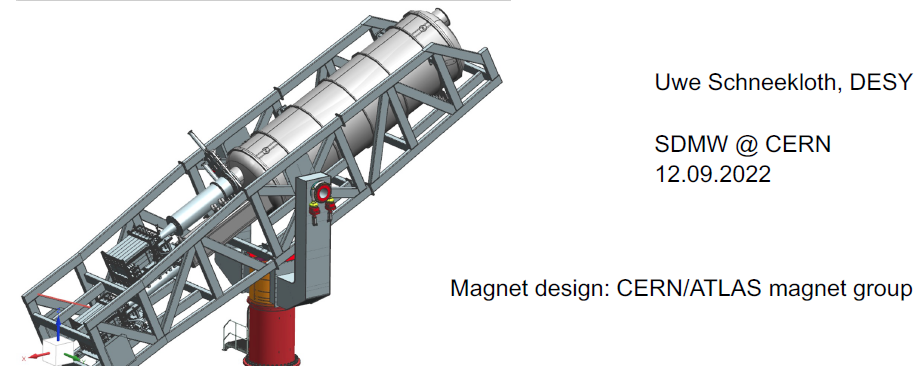 Uwe Schneekloth, DESY
SDMW @ CERN
12.09.2022
Magnet design: CERN/ATLAS magnet group
X